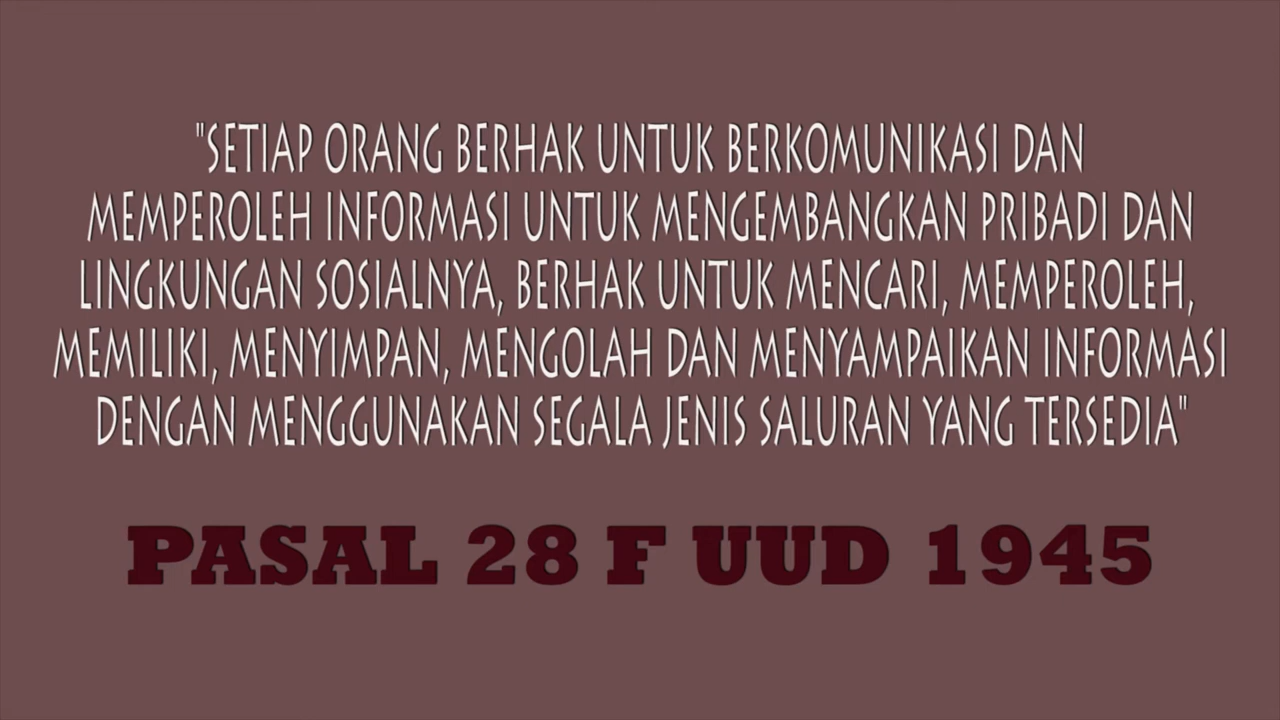 "SETIAP ORANG BERHAK UNTUK BERKOMUNIKASI DAN
MEMPEROLEH INFORMASI UNTUK MENGEMBANGKAN PRIBADI DAN
LINGKUNGAN SOSIALNYA, BERHAK UNTUK MENCARI, MEMPEROLEH,
MEMILIKI, MENYIMPAN, MENGOLAH DAN MENYAMPAIKAN INFORMASI
DENGAN MENGGUNAKAN SEGALA JENIS SALURAN YANG TERSEDIA"
PASAL 28 F UUD 1945